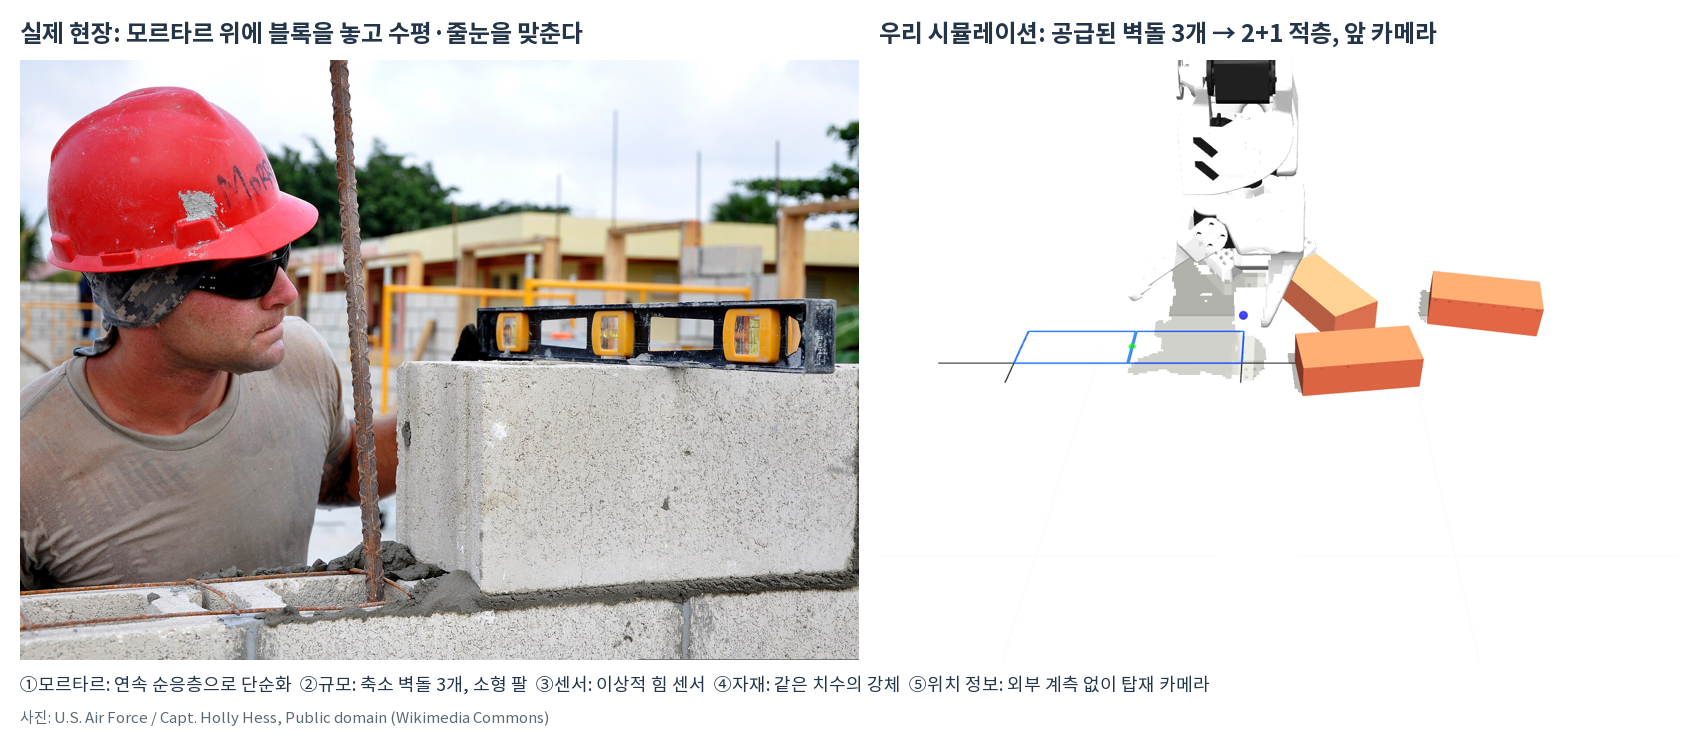 실제 현장: 모르타르 위에 블록을 놓고 수평·줄눈을 맞춘다
우리 시뮬레이션: 공급된 벽돌 3개 → 2+1 적층, 앞 카메라
①모르타르: 연속 순응층으로 단순화 ②규모: 축소 벽돌 3개, 소형 팔 ③센서: 이상적 힘 센서 ④자재: 같은 치수의 강체 ⑤위치 정보: 외부 계측 없이 탑재 카메라
사진: U.S. Air Force / Capt. Holly Hess, Public domain (Wikimedia Commons)